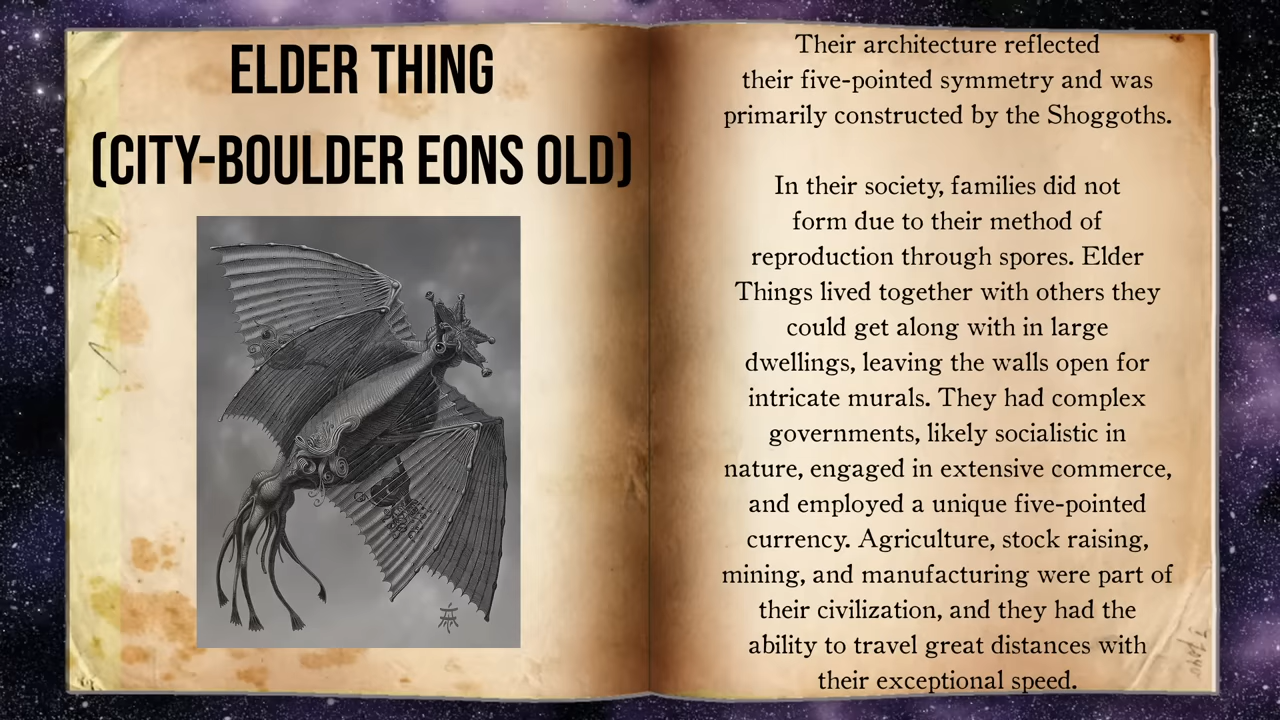 ELDER THING
(CITY-BOULDER EONS OLD)
Their architecture reflected
their five-pointed symmetry and was
primarily constructed by the Shoggoths.
In their society, families did not
form due to their method of
reproduction through spores. Elder
Things lived together with others they
could get along with in large
dwellings, leaving the walls open for
intricate murals. They had complex
governments, likely socialistic in
nature, engaged in extensive commerce,
and employed a unique five-pointed
currency. Agriculture, stock raising,
mining, and manufacturing were part of
their civilization, and they had the
ability to travel great distances with
their exceptional speed.